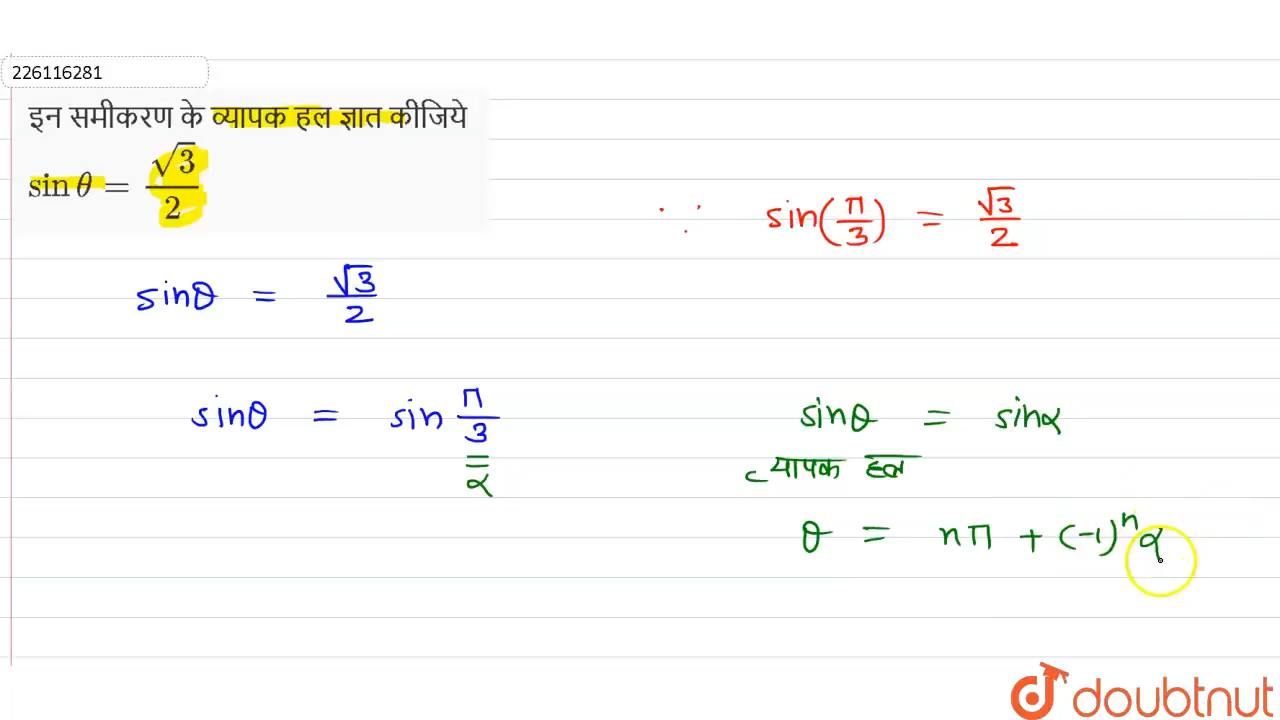 226116281
इन समीकरण के व्यापक हल ज्ञात कीजिये
sin θ = √3/2
∵ sin(π/3) = √3/2
sinθ = √3/2
sinθ = sin π/3
= α
sinθ = sinα
व्यापक हल
θ = nπ + (-1)ⁿ α
doubtnut